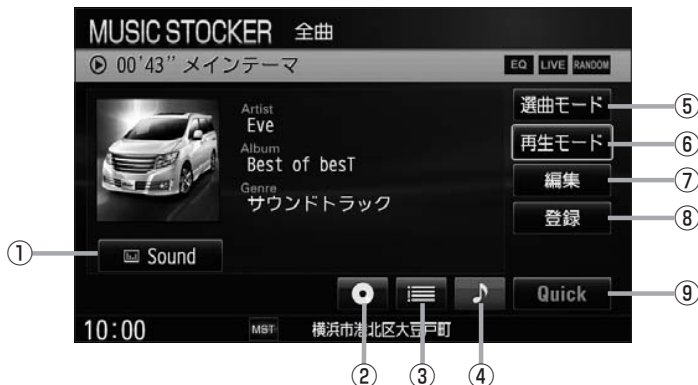 MUSIC STOCKER 全曲
00'43" メインテーマ EQ LIVE RANDOM
Artist
Eve
Album
Best of besT
Genre
サウンドトラック
選曲モード ⑤
再生モード ⑥
編集 ⑦
登録 ⑧
① Sound
Quick ⑨
10:00 MST 横浜市港北区大豆戸町
② ③ ④